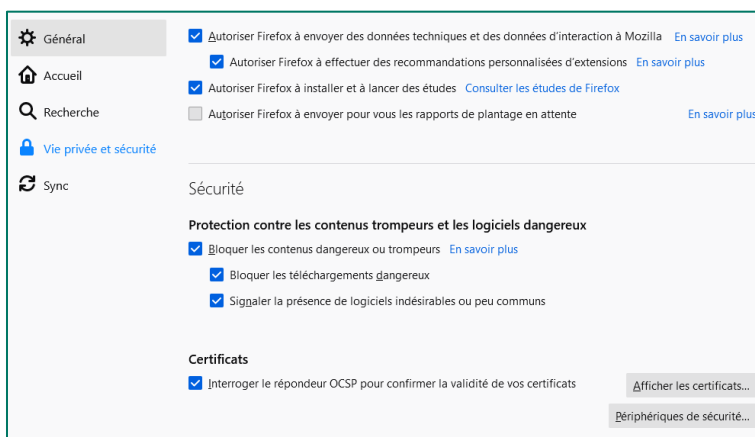 Général
Accueil
Recherche
Vie privée et sécurité
Sync
Autoriser Firefox à envoyer des données techniques et des données d'interaction à Mozilla En savoir plus
Autoriser Firefox à effectuer des recommandations personnalisées d'extensions En savoir plus
Autoriser Firefox à installer et à lancer des études Consulter les études de Firefox
Autoriser Firefox à envoyer pour vous les rapports de plantage en attente En savoir plus
Sécurité
Protection contre les contenus trompeurs et les logiciels dangereux
Bloquer les contenus dangereux ou trompeurs En savoir plus
Bloquer les téléchargements dangereux
Signaler la présence de logiciels indésirables ou peu communs
Certificats
Interroger le répondeur OCSP pour confirmer la validité de vos certificats Afficher les certificats...
Périphériques de sécurité...